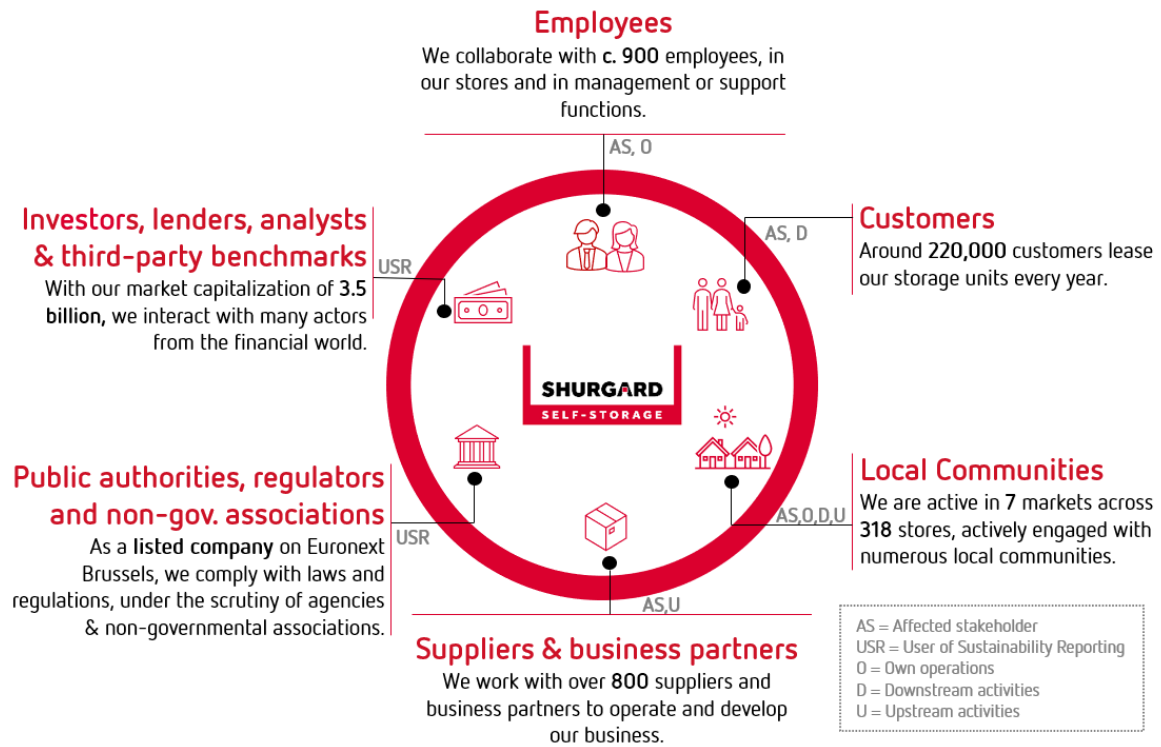 Employees
We collaborate with c. 900 employees, in
our stores and in management or support
functions.
AS, O
Investors, lenders, analysts
& third-party benchmarks
With our market capitalization of 3.5
billion, we interact with many actors
from the financial world.
USR
Customers
Around 220,000 customers lease
our storage units every year.
AS, D
SHURGARD
SELF-STORAGE
Public authorities, regulators
and non-gov. associations
As a listed company on Euronext
Brussels, we comply with laws and
regulations, under the scrutiny of agencies
& non-governmental associations.
USR
Local Communities
We are active in 7 markets across
318 stores, actively engaged with
numerous local communities.
AS,O,D,U
AS,U
Suppliers & business partners
We work with over 800 suppliers and
business partners to operate and develop
our business.
AS = Affected stakeholder
USR = User of Sustainability Reporting
O = Own operations
D = Downstream activities
U = Upstream activities